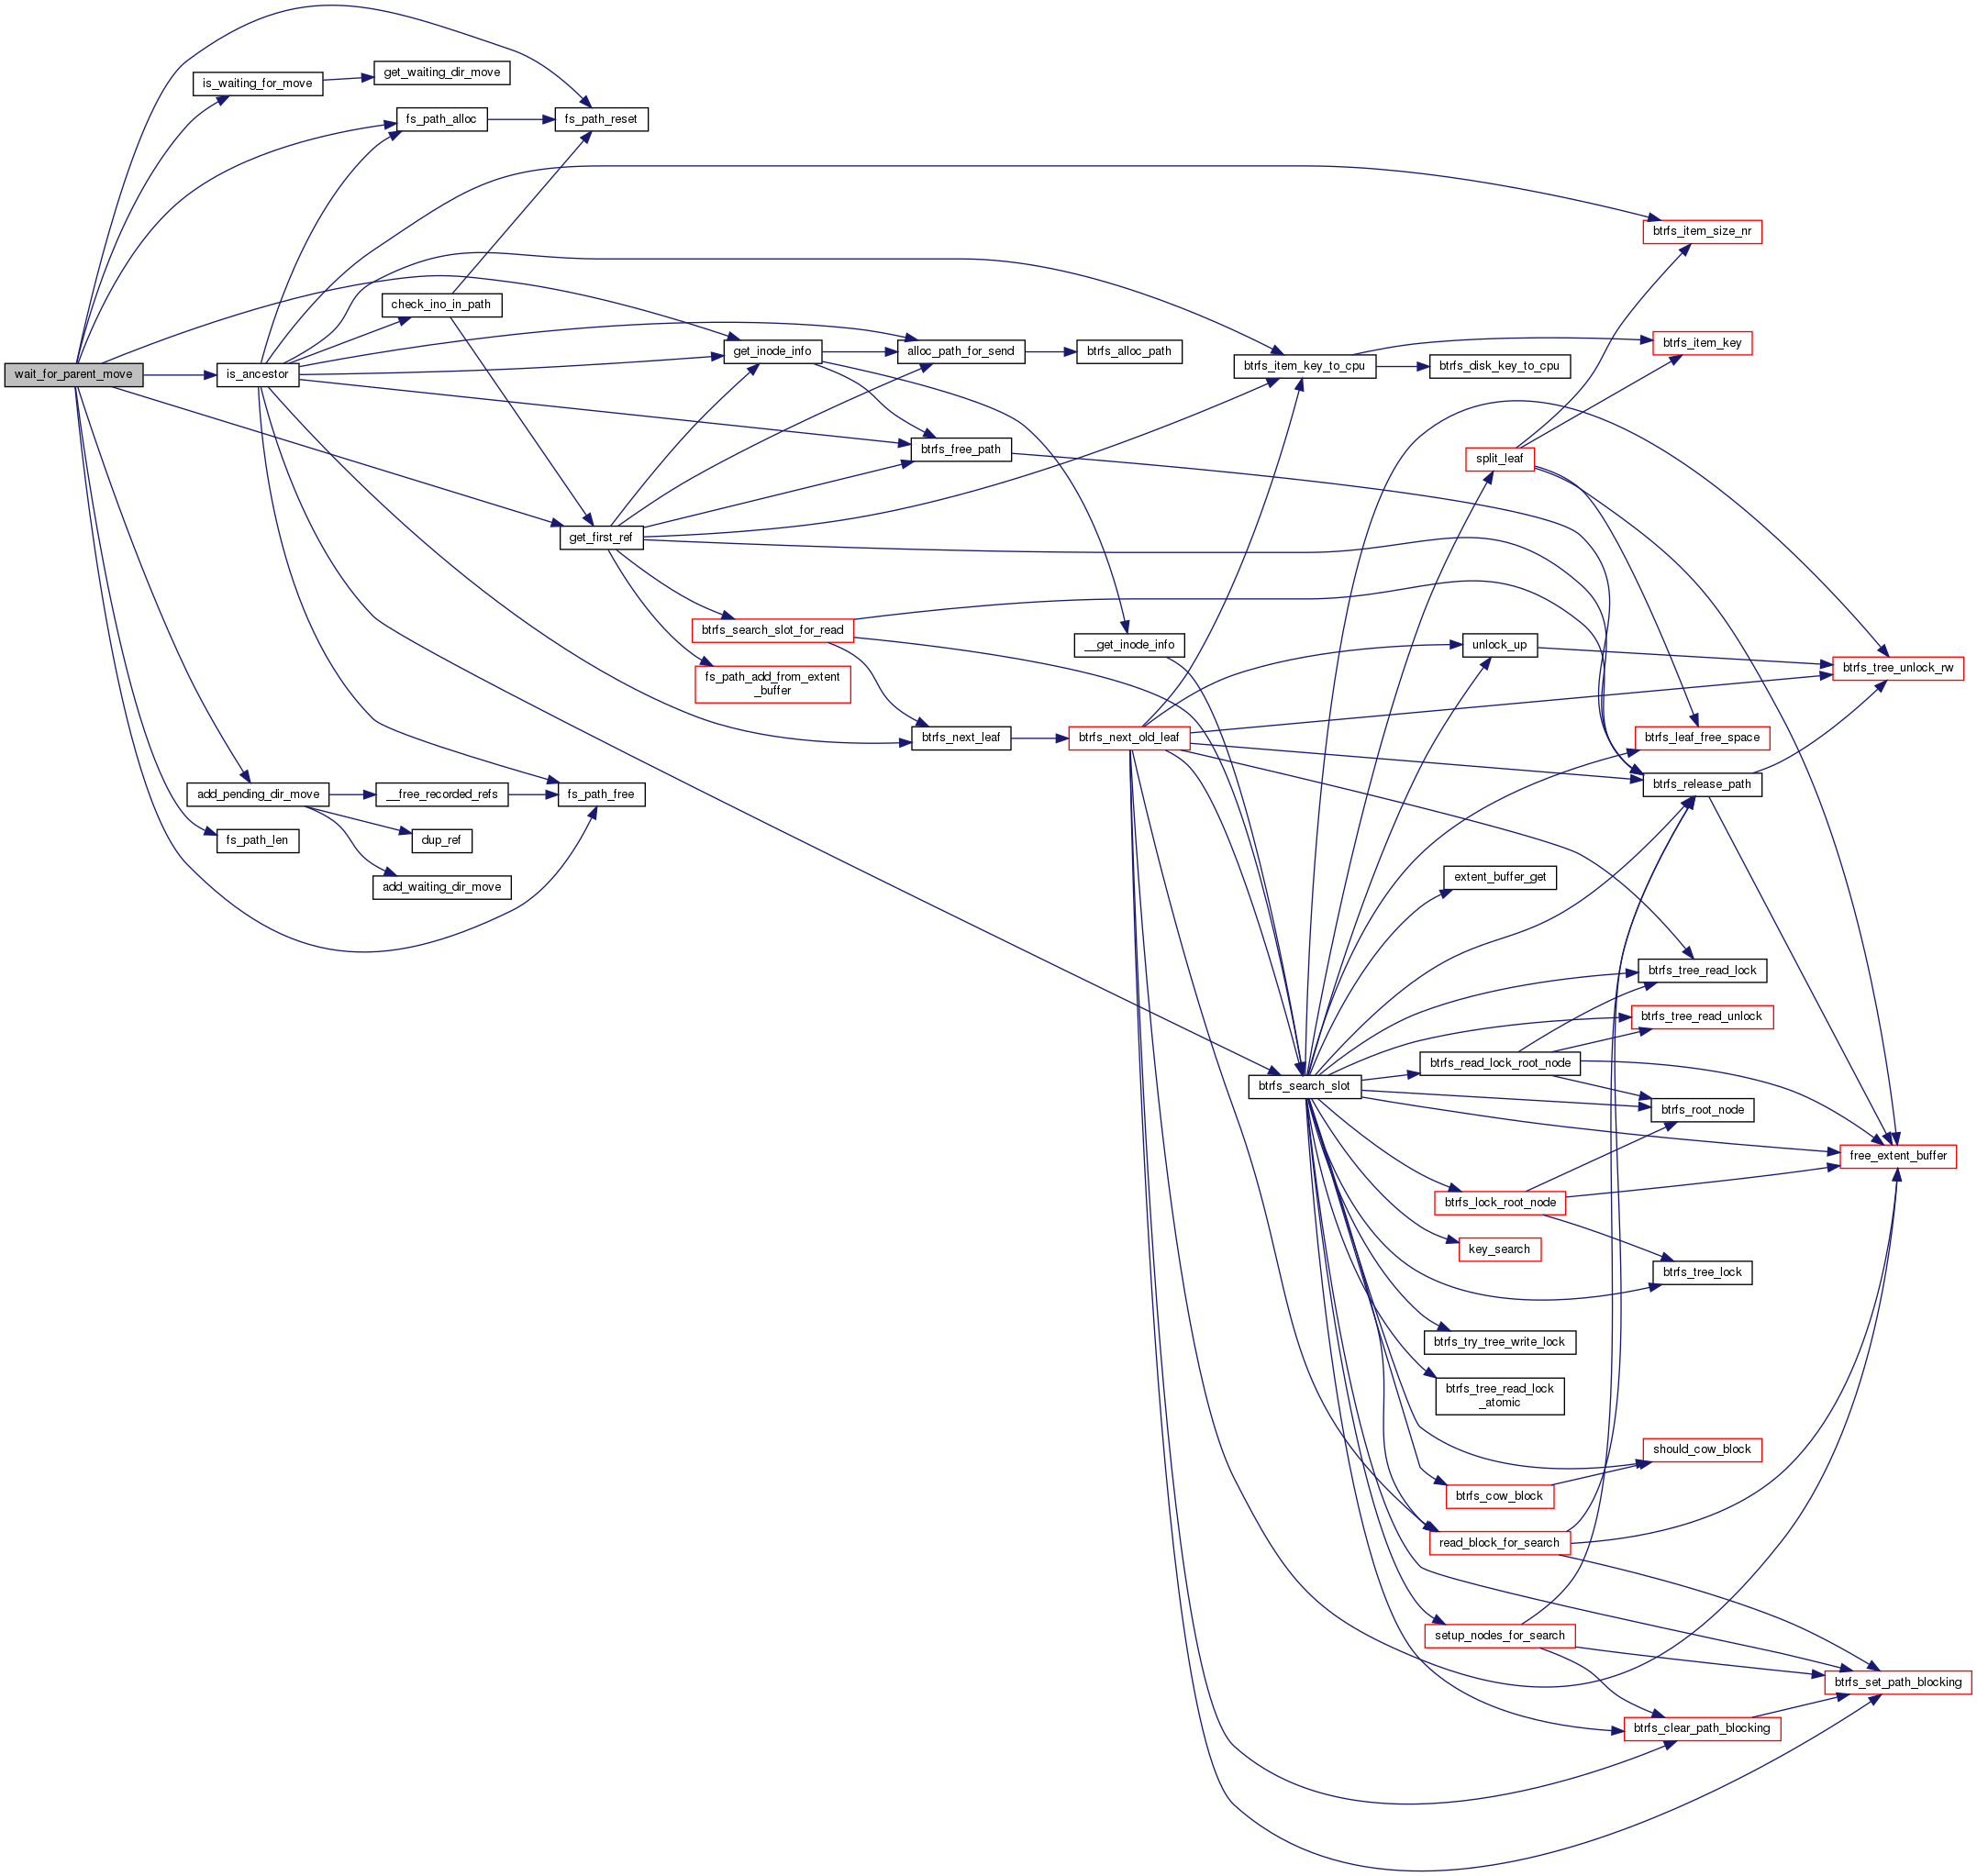 get_waiting_dir_move
is_waiting_for_move
fs_path_alloc
fs_path_reset
btrfs_item_size_nr
check_ino_in_path
btrfs_item_key
get_inode_info
alloc_path_for_send
btrfs_alloc_path
btrfs_item_key_to_cpu
btrfs_disk_key_to_cpu
wait_for_parent_move
is_ancestor
btrfs_free_path
split_leaf
get_first_ref
btrfs_search_slot_for_read
__get_inode_info
unlock_up
btrfs_tree_unlock_rw
fs_path_add_from_extent
_buffer
btrfs_next_leaf
btrfs_next_old_leaf
btrfs_leaf_free_space
btrfs_release_path
add_pending_dir_move
__free_recorded_refs
fs_path_free
fs_path_len
dup_ref
add_waiting_dir_move
extent_buffer_get
btrfs_tree_read_lock
btrfs_tree_read_unlock
btrfs_read_lock_root_node
btrfs_search_slot
btrfs_root_node
free_extent_buffer
btrfs_lock_root_node
key_search
btrfs_tree_lock
btrfs_try_tree_write_lock
btrfs_tree_read_lock
_atomic
should_cow_block
btrfs_cow_block
read_block_for_search
setup_nodes_for_search
btrfs_set_path_blocking
btrfs_clear_path_blocking